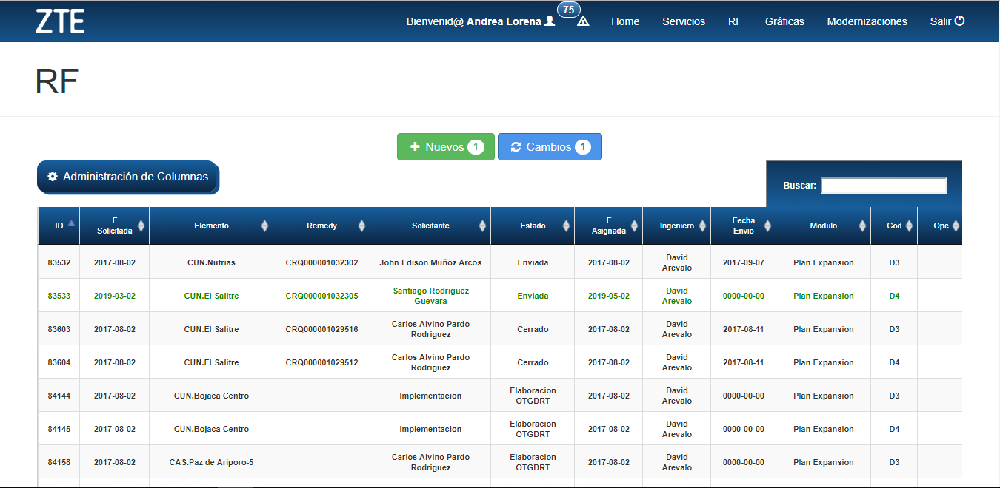 ZTE
Bienvenid@ Andrea Lorena 75 Home Servicios RF Gráficas Modernizaciones Salir
RF
Nuevos 1 Cambios 1
Administración de Columnas
Buscar:
ID F Solicitada Elemento Remedy Solicitante Estado F Asignada Ingeniero Fecha Envio Modulo Cod Opc
83532 2017-08-02 CUN.Nutrias CRQ000001032302 John Edison Muñoz Arcos Enviada 2017-08-02 David Arevalo 2017-09-07 Plan Expansion D3
83533 2019-03-02 CUN.El Salitre CRQ000001032305 Santiago Rodriguez Guevara Enviada 2019-05-02 David Arevalo 0000-00-00 Plan Expansion D4
83603 2017-08-02 CUN.El Salitre CRQ000001029516 Carlos Alvino Pardo Rodriguez Cerrado 2017-08-02 David Arevalo 2017-08-11 Plan Expansion D3
83604 2017-08-02 CUN.El Salitre CRQ000001029512 Carlos Alvino Pardo Rodriguez Cerrado 2017-08-02 David Arevalo 2017-08-11 Plan Expansion D4
84144 2017-08-02 CUN.Bojaca Centro Implementacion Elaboracion OTGDRT 2017-08-02 David Arevalo 0000-00-00 Plan Expansion D3
84145 2017-08-02 CUN.Bojaca Centro Implementacion Elaboracion OTGDRT 2017-08-02 David Arevalo 0000-00-00 Plan Expansion D4
84158 2017-08-02 CAS.Paz de Ariporo-5 Carlos Alvino Pardo Rodriguez Elaboracion OTGDRT 2017-08-02 David Arevalo 0000-00-00 Plan Expansion D3